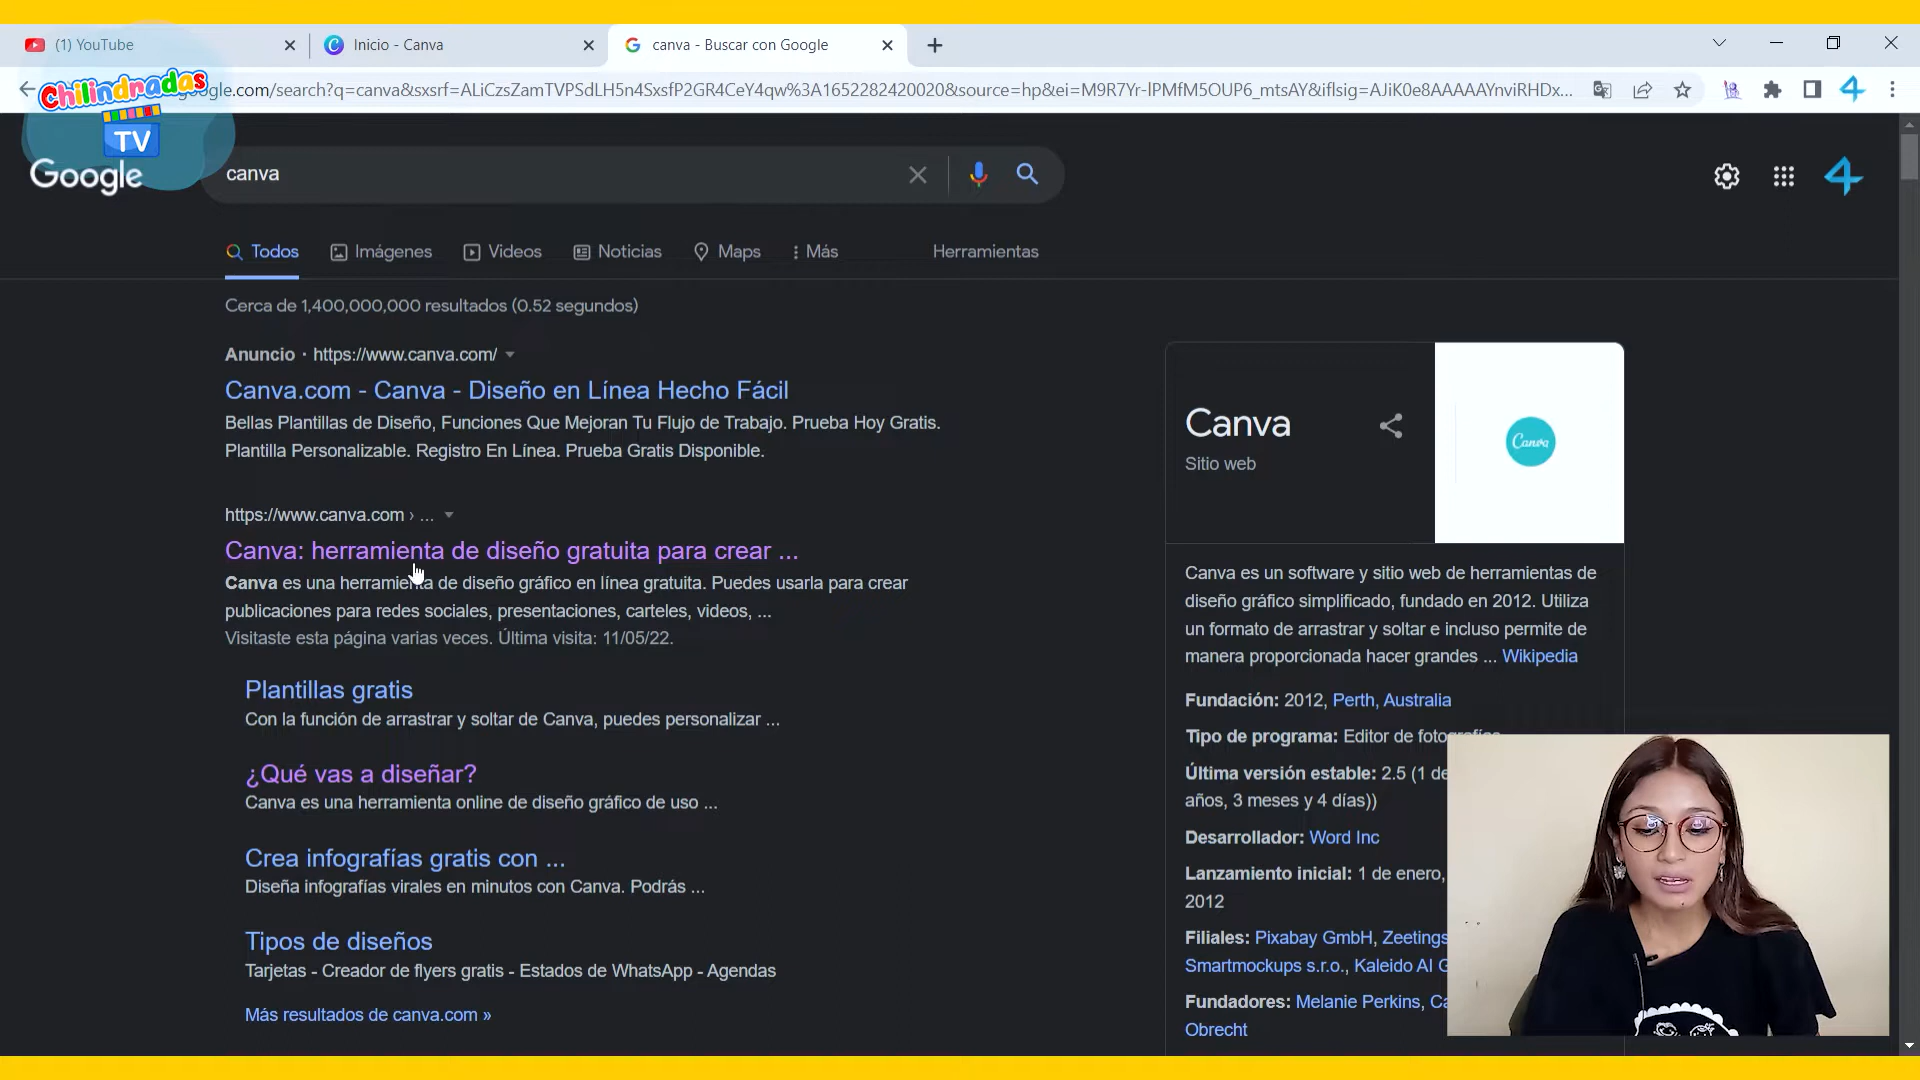 (1) YouTube
Inicio - Canva
canva - Buscar con Google
gle.com/search?q=canva&sxsrf=ALiCzsZamTVPSdLH5n4SxsfP2GR4CeY4qw%3A1652282420020&source=hp&ei=M9R7Yr-IPMfM5OUP6_mtsAY&iflsig=AJiK0e8AAAAAYnviRHDx...
Chilindradas
TV
Google
canva
Todos
Imágenes
Videos
Noticias
Maps
Más
Herramientas
Cerca de 1,400,000,000 resultados (0.52 segundos)
Anuncio · https://www.canva.com/
Canva.com - Canva - Diseño en Línea Hecho Fácil
Bellas Plantillas de Diseño, Funciones Que Mejoran Tu Flujo de Trabajo. Prueba Hoy Gratis.
Plantilla Personalizable. Registro En Línea. Prueba Gratis Disponible.
https://www.canva.com › ...
Canva: herramienta de diseño gratuita para crear ...
Canva es una herramienta de diseño gráfico en línea gratuita. Puedes usarla para crear
publicaciones para redes sociales, presentaciones, carteles, videos, ...
Visitaste esta página varias veces. Última visita: 11/05/22.
Plantillas gratis
Con la función de arrastrar y soltar de Canva, puedes personalizar ...
¿Qué vas a diseñar?
Canva es una herramienta online de diseño gráfico de uso ...
Crea infografías gratis con ...
Diseña infografías virales en minutos con Canva. Podrás ...
Tipos de diseños
Tarjetas - Creador de flyers gratis - Estados de WhatsApp - Agendas
Más resultados de canva.com »
Canva
Sitio web
Canva
Canva es un software y sitio web de herramientas de
diseño gráfico simplificado, fundado en 2012. Utiliza
un formato de arrastrar y soltar e incluso permite de
manera proporcionada hacer grandes ... Wikipedia
Fundación: 2012, Perth, Australia
Tipo de programa: Editor de fotografías
Última versión estable: 2.5 (1 de
años, 3 meses y 4 días))
Desarrollador: Word Inc
Lanzamiento inicial: 1 de enero,
2012
Filiales: Pixabay GmbH, Zeetings
Smartmockups s.r.o., Kaleido AI G
Fundadores: Melanie Perkins, Ca
Obrecht